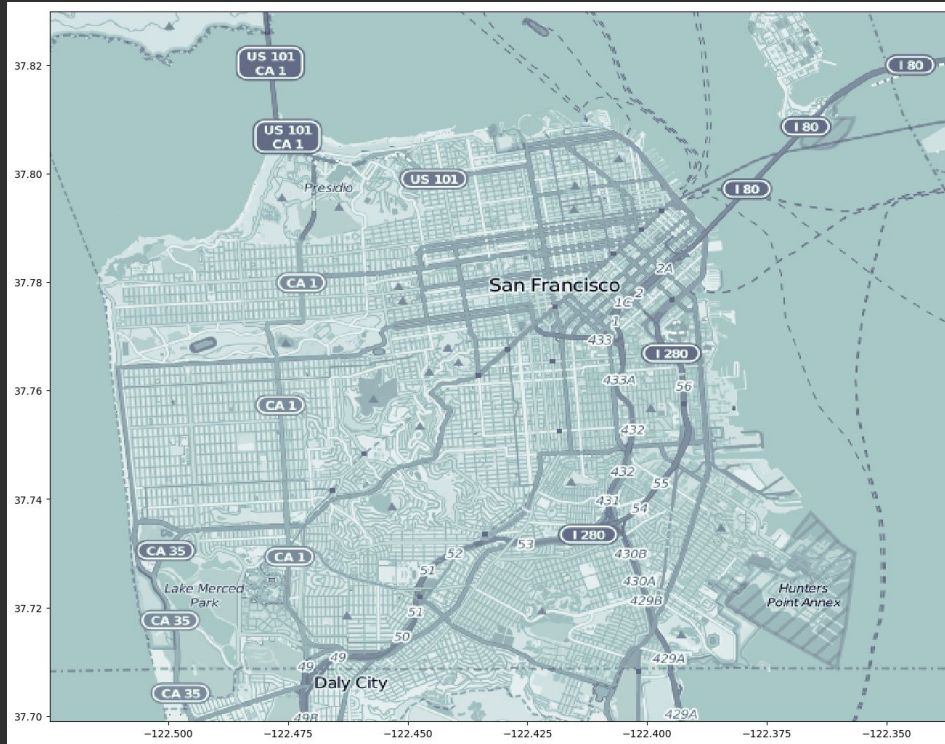 37.82
37.80
37.78
37.76
37.74
37.72
37.70
US 101
CA 1
I 80
I 80
US 101
CA 1
US 101
Presidio
I 80
2A
CA 1
San Francisco
2
1C
1
433
I 280
433A
56
CA 1
432
432
55
431
54
I 280
53
CA 35
CA 1
52
430B
51
430A
Lake Merced
Park
Hunters
Point Annex
429B
51
CA 35
50
49
49
429A
Daly City
CA 35
49B
429A
−122.500
−122.475
−122.450
−122.425
−122.400
−122.375
−122.350